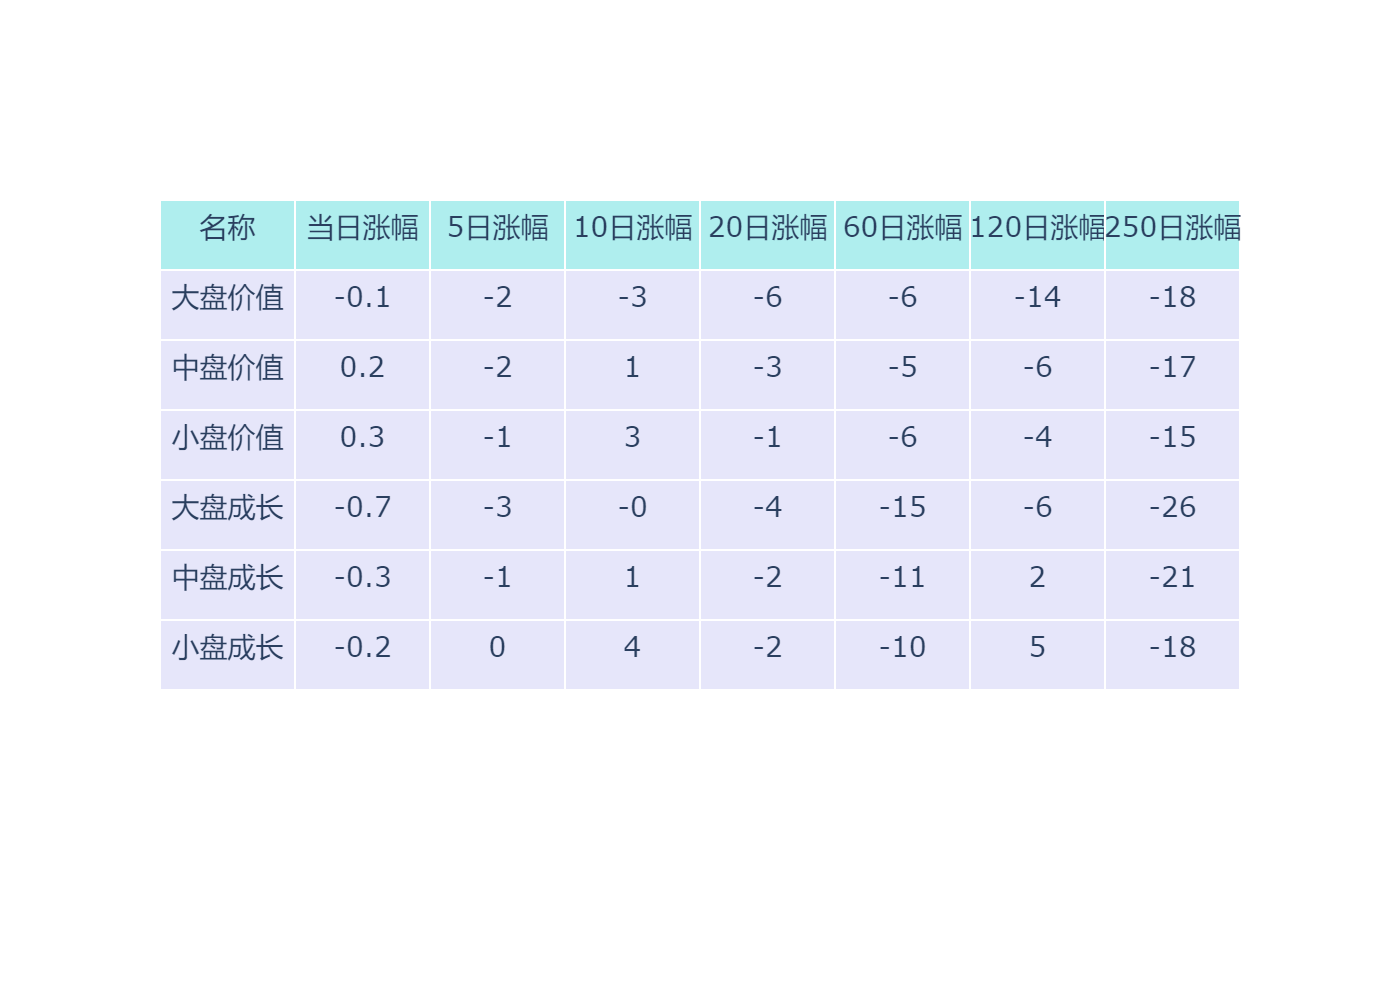 名称 当日涨幅 5日涨幅 10日涨幅 20日涨幅 60日涨幅 120日涨幅 250日涨幅
大盘价值 -0.1 -2 -3 -6 -6 -14 -18
中盘价值 0.2 -2 1 -3 -5 -6 -17
小盘价值 0.3 -1 3 -1 -6 -4 -15
大盘成长 -0.7 -3 -0 -4 -15 -6 -26
中盘成长 -0.3 -1 1 -2 -11 2 -21
小盘成长 -0.2 0 4 -2 -10 5 -18